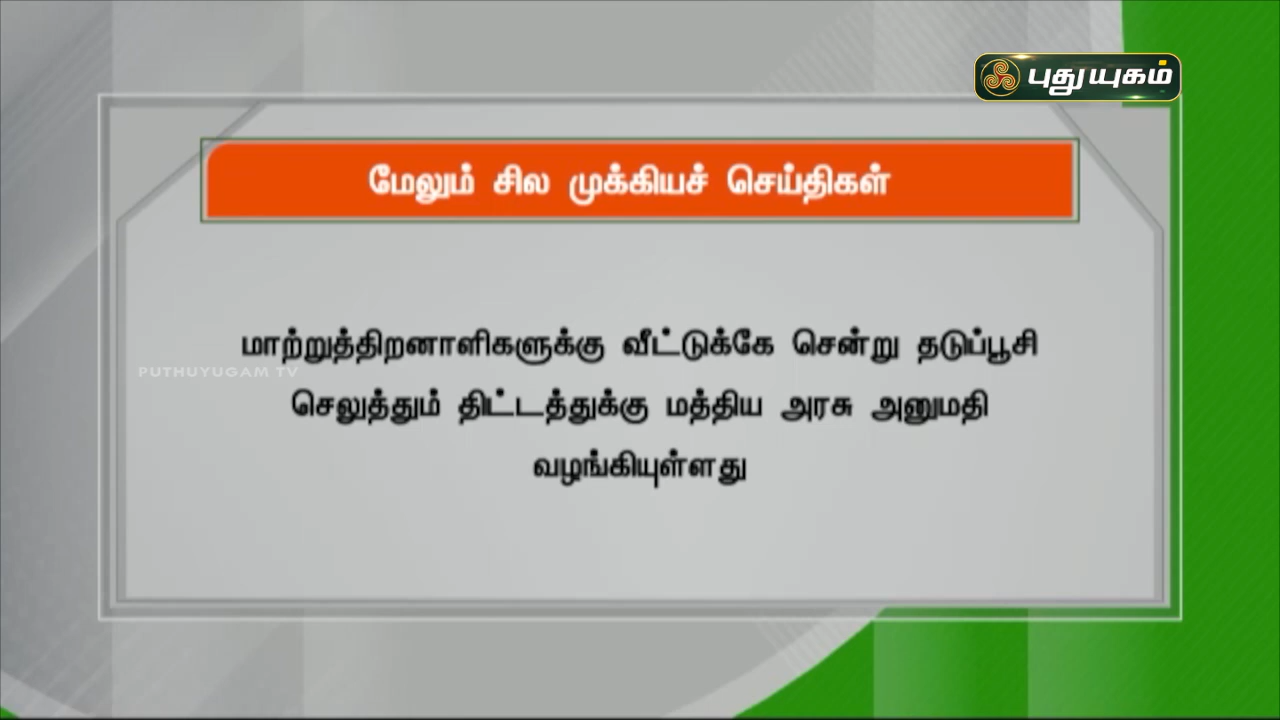 புதுயுகம்
மேலும் சில முக்கியச் செய்திகள்
மாற்றுத்திறனாளிகளுக்கு வீட்டுக்கே சென்று தடுப்பூசி
PUTHUYUGAM TV
செலுத்தும் திட்டத்துக்கு மத்திய அரசு அனுமதி
வழங்கியுள்ளது